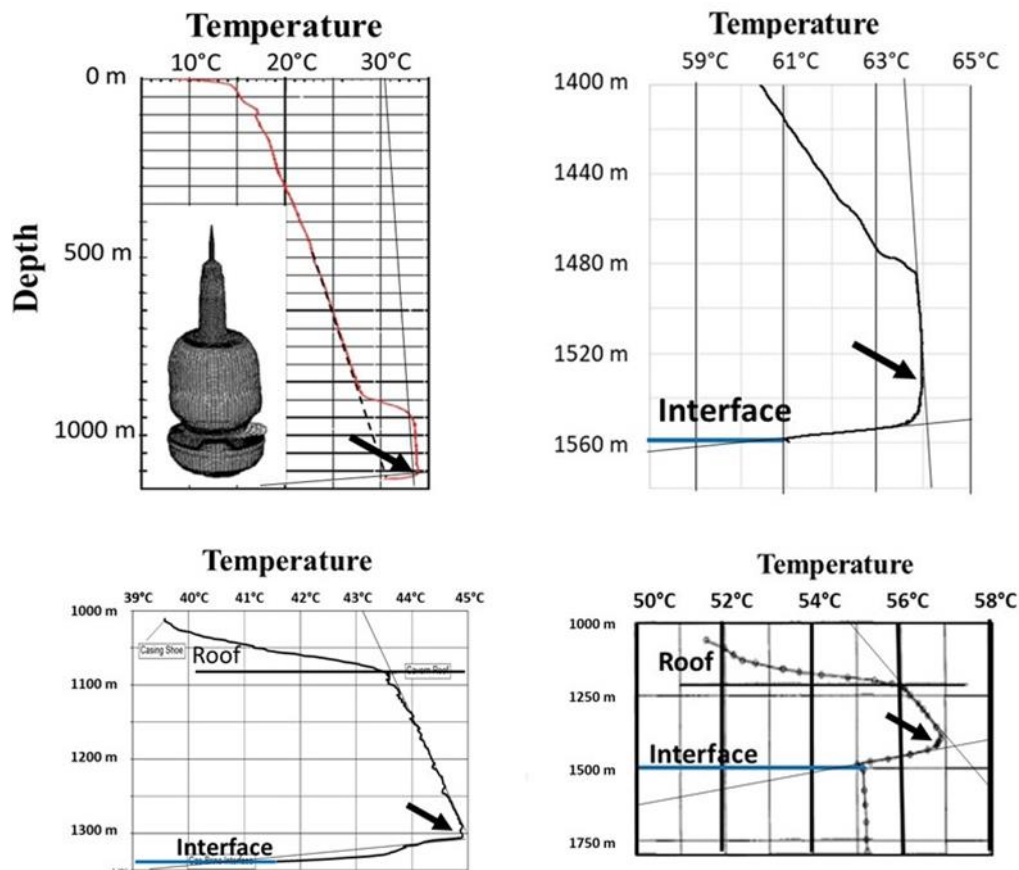 Temperature
10°C 20°C 30°C
0 m
500 m
1000 m
Depth
Temperature
59°C 61°C 63°C 65°C
1400 m
1440 m
1480 m
1520 m
Interface
1560 m
Temperature
39°C 40°C 41°C 42°C 43°C 44°C 45°C
1000 m
Casing Shoe
Roof
Cavern Roof
1100 m
1200 m
1300 m
Interface
Temperature
50°C 52°C 54°C 56°C 58°C
1000 m
Roof
1250 m
Interface
1500 m
1750 m